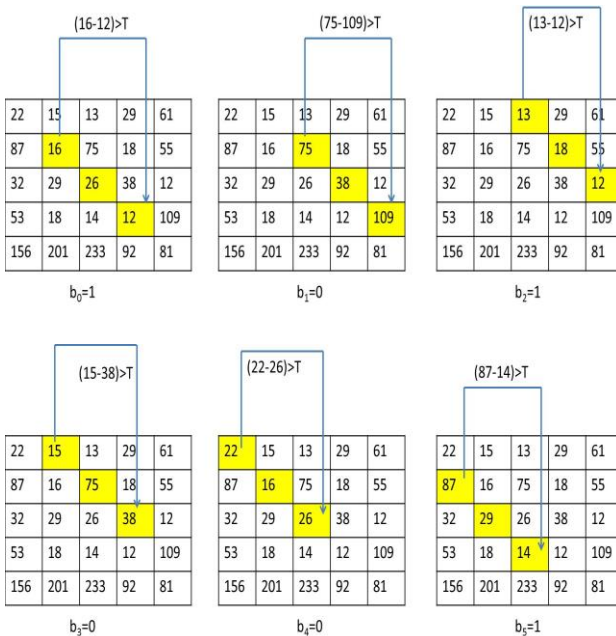 (16-12)>T (75-109)>T (13-12)>T
22 15 13 29 61 22 15 13 29 61 22 15 13 29 61
87 16 75 18 55 87 16 75 18 55 87 16 75 18 55
32 29 26 38 12 32 29 26 38 12 32 29 26 38 12
53 18 14 12 109 53 18 14 12 109 53 18 14 12 109
156 201 233 92 81 156 201 233 92 81 156 201 233 92 81
b₀=1 b₁=0 b₂=1
(15-38)>T (22-26)>T (87-14)>T
22 15 13 29 61 22 15 13 29 61 22 15 13 29 61
87 16 75 18 55 87 16 75 18 55 87 16 75 18 55
32 29 26 38 12 32 29 26 38 12 32 29 26 38 12
53 18 14 12 109 53 18 14 12 109 53 18 14 12 109
156 201 233 92 81 156 201 233 92 81 156 201 233 92 81
b₃=0 b₄=0 b₅=1